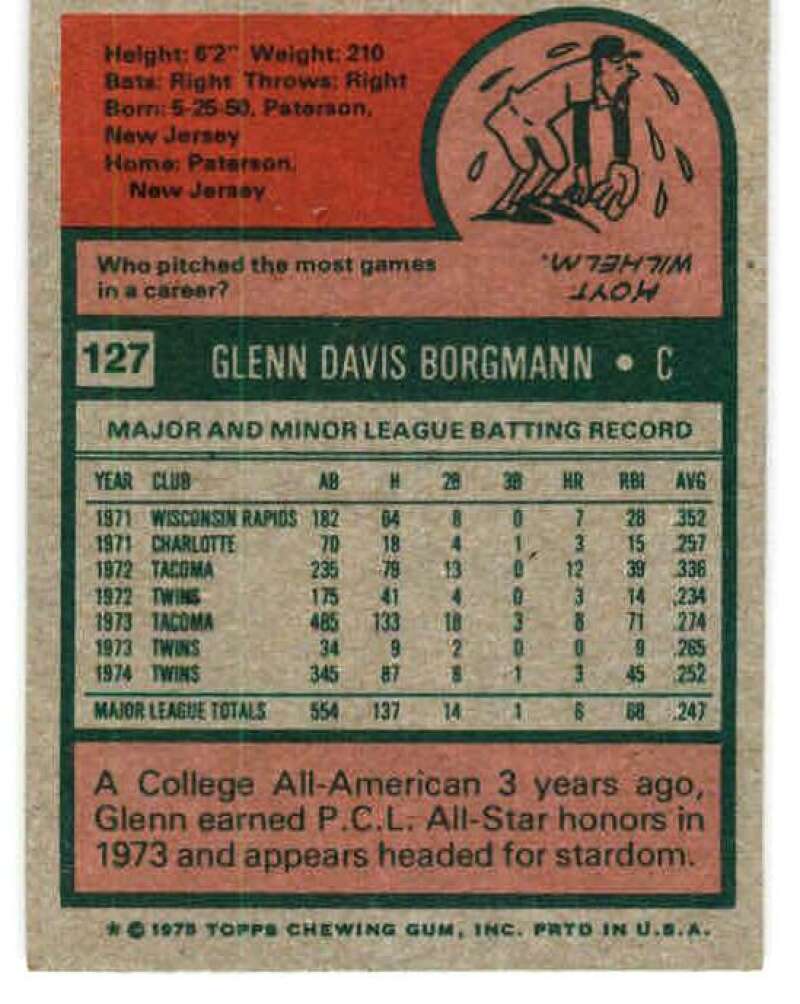 Height: 6'2" Weight: 210
Bats: Right Throws: Right
Born: 5-25-50, Paterson,
New Jersey
Home: Paterson,
New Jersey
Who pitched the most games
in a career?
HOYT
WILHELM.
127 GLENN DAVIS BORGMANN • C
MAJOR AND MINOR LEAGUE BATTING RECORD
YEAR CLUB AB H 2B 3B HR RBI AVG
1971 WISCONSIN RAPIDS 182 64 8 0 7 28 .352
1971 CHARLOTTE 70 18 4 1 3 15 .257
1972 TACOMA 235 79 13 0 12 39 .336
1972 TWINS 175 41 4 0 3 14 .234
1973 TACOMA 485 133 18 3 8 71 .274
1973 TWINS 34 9 2 0 0 9 .265
1974 TWINS 345 87 8 1 3 45 .252
MAJOR LEAGUE TOTALS 554 137 14 1 6 68 .247
A College All-American 3 years ago,
Glenn earned P.C.L. All-Star honors in
1973 and appears headed for stardom.
* © 1975 TOPPS CHEWING GUM, INC. PRTD IN U.S.A.